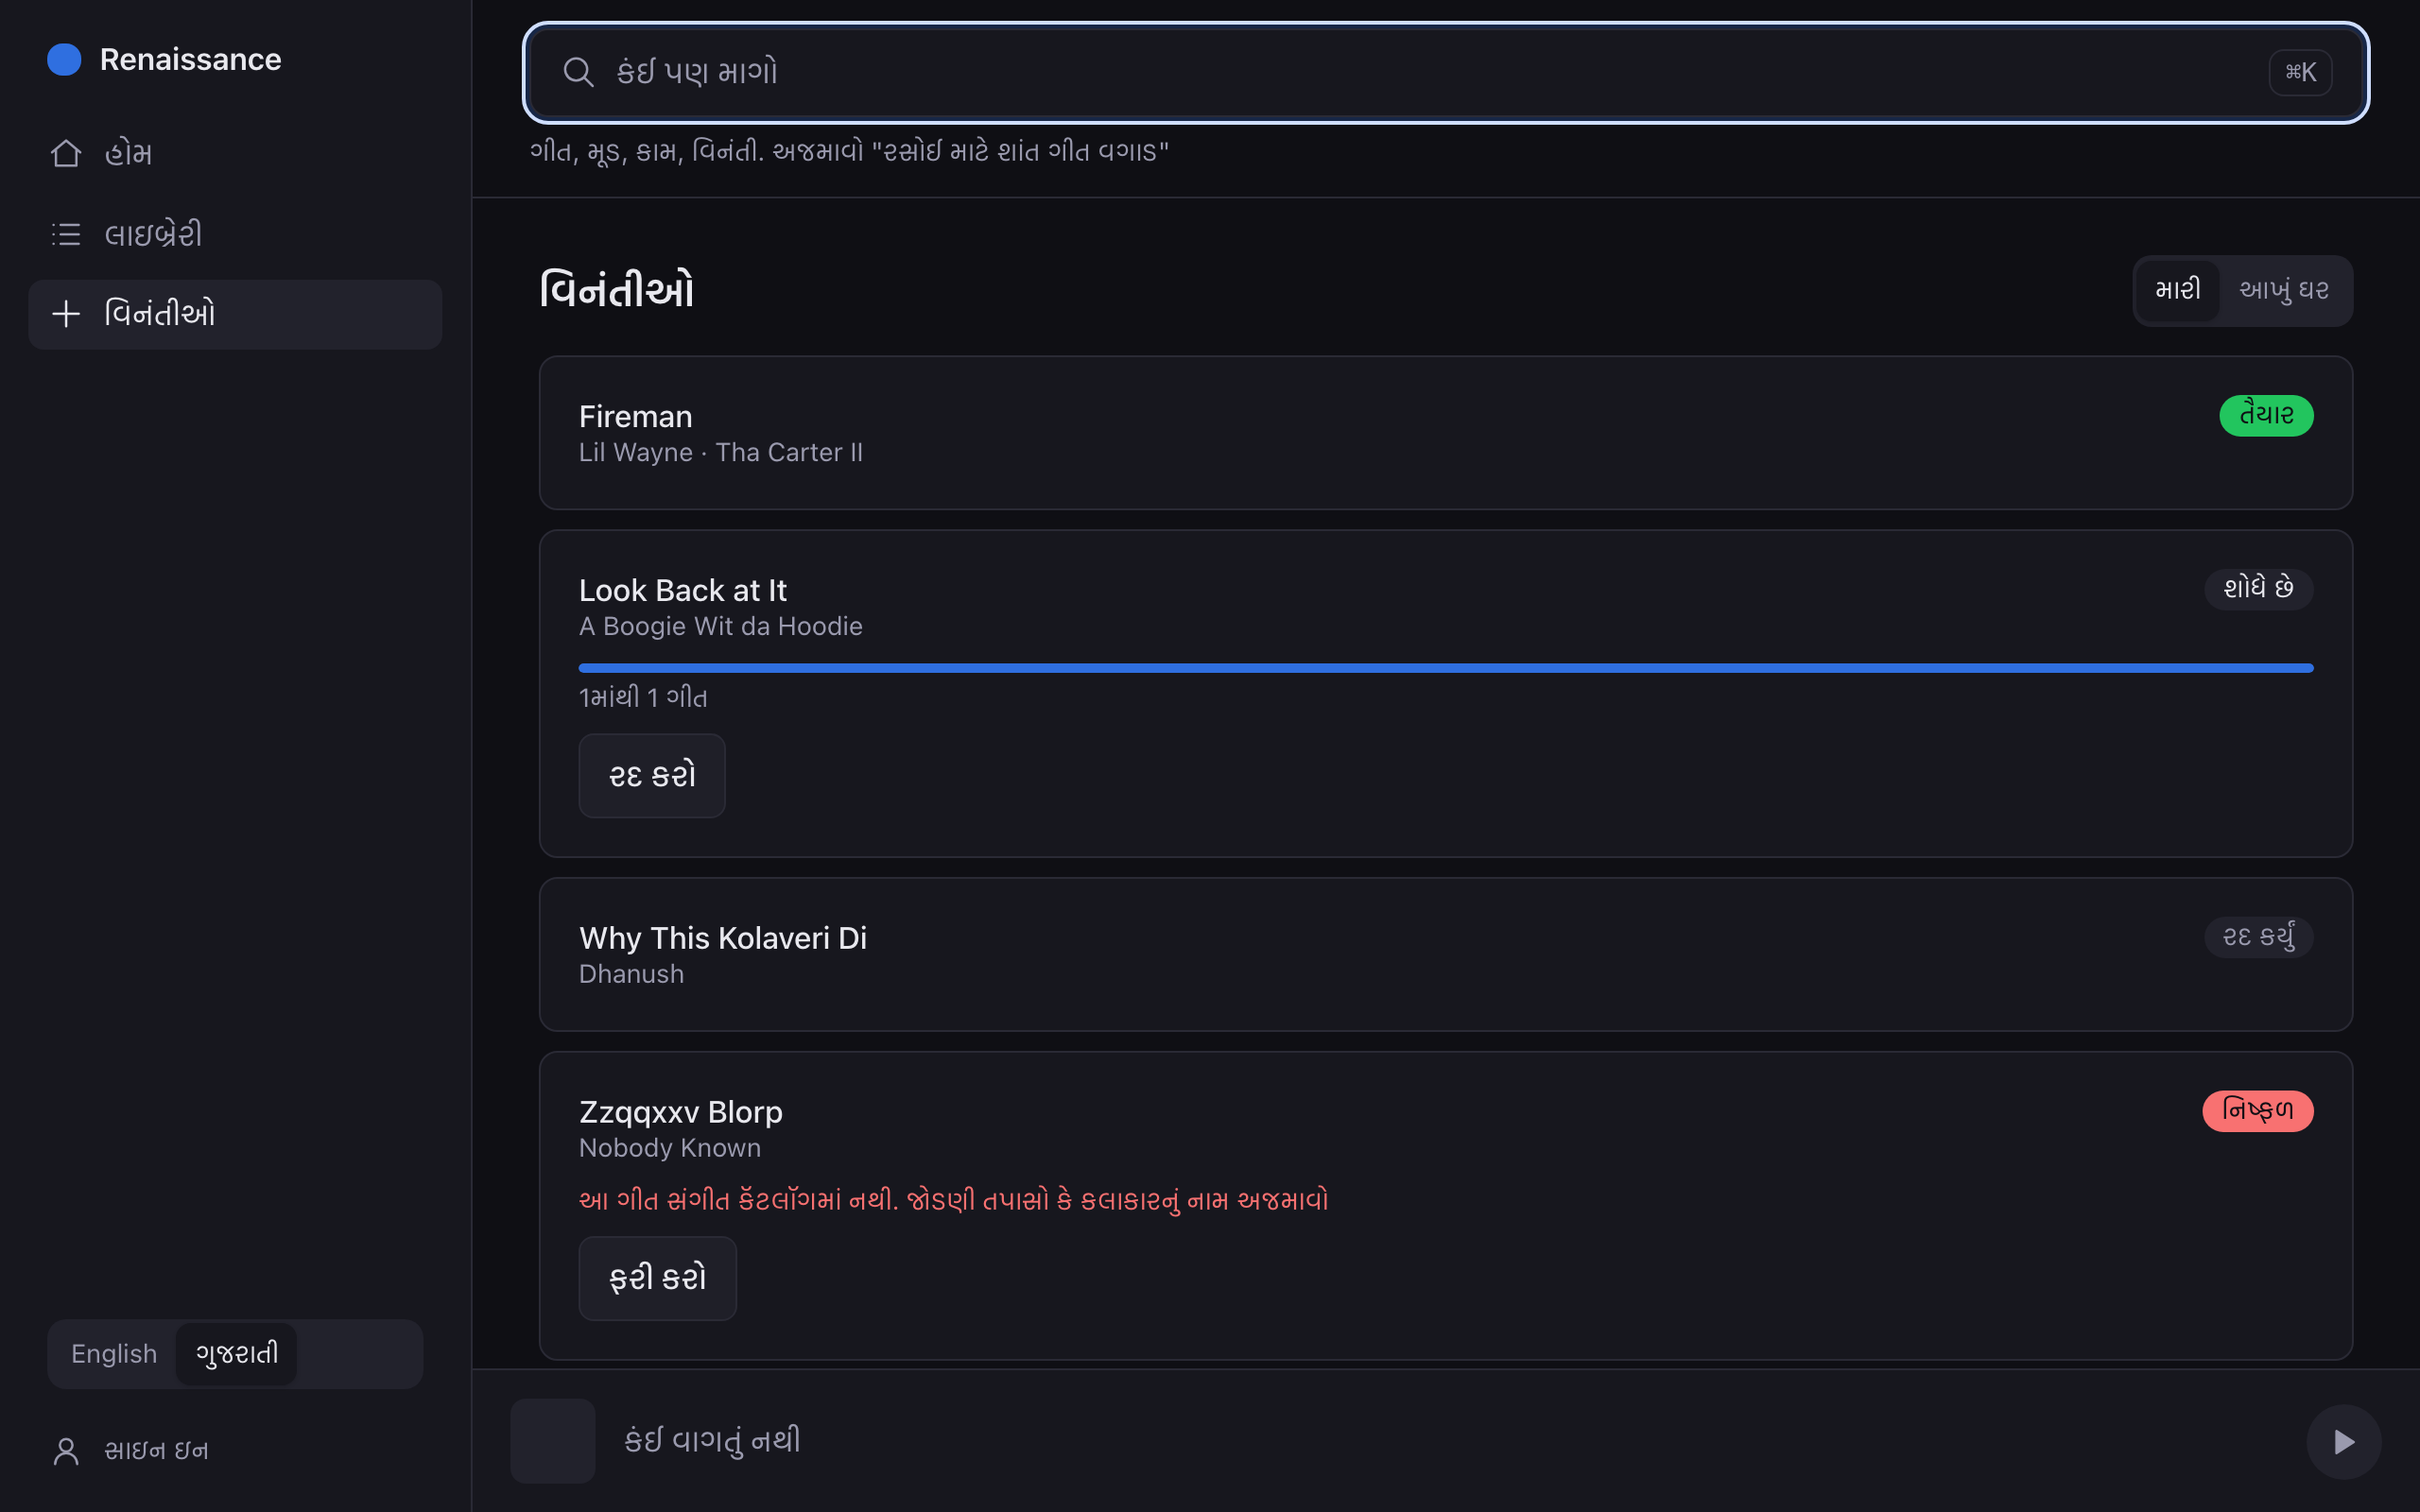 Renaissance
હોમ
લાઇબ્રેરી
વિનંતીઓ
English ગુજરાતી
સાઇન ઇન
કંઈ પણ માગો
⌘K
ગીત, મૂડ, કામ, વિનંતી. અજમાવો "રસોઈ માટે શાંત ગીત વગાડ"
વિનંતીઓ
મારી આખું ઘર
Fireman
તૈયાર
Lil Wayne · Tha Carter II
Look Back at It
શોધે છે
A Boogie Wit da Hoodie
1માંથી 1 ગીત
રદ કરો
Why This Kolaveri Di
રદ કર્યું
Dhanush
Zzqqxxv Blorp
નિષ્ફળ
Nobody Known
આ ગીત સંગીત કૅટલૉગમાં નથી. જોડણી તપાસો કે કલાકારનું નામ અજમાવો
ફરી કરો
કંઈ વાગતું નથી